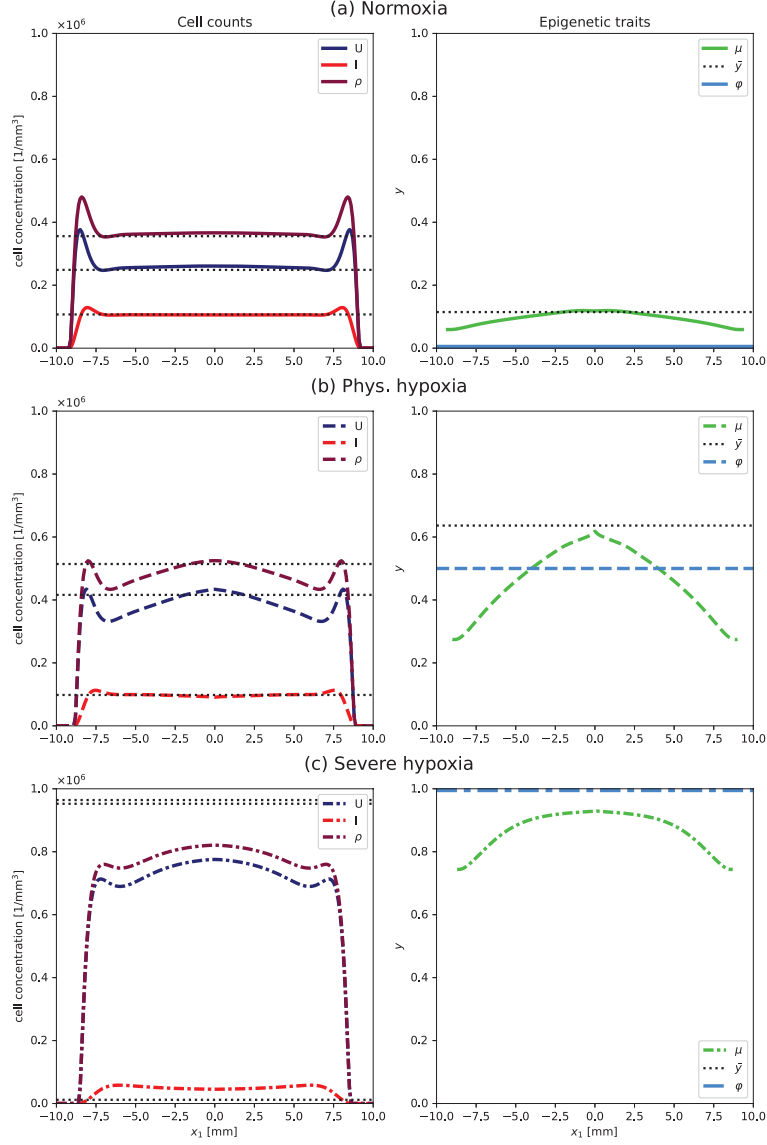 (a) Normoxia
Cell counts
Epigenetic traits
×10⁶
1.0
0.8
0.6
0.4
0.2
0.0
cell concentration [1/mm³]
U
I
ρ
−10.0 −7.5 −5.0 −2.5 0.0 2.5 5.0 7.5 10.0
1.0
0.8
0.6
0.4
0.2
0.0
y
μ
ȳ
φ
−10.0 −7.5 −5.0 −2.5 0.0 2.5 5.0 7.5 10.0
(b) Phys. hypoxia
×10⁶
1.0
0.8
0.6
0.4
0.2
0.0
cell concentration [1/mm³]
U
I
ρ
−10.0 −7.5 −5.0 −2.5 0.0 2.5 5.0 7.5 10.0
1.0
0.8
0.6
0.4
0.2
0.0
y
μ
ȳ
φ
−10.0 −7.5 −5.0 −2.5 0.0 2.5 5.0 7.5 10.0
(c) Severe hypoxia
×10⁶
1.0
0.8
0.6
0.4
0.2
0.0
cell concentration [1/mm³]
U
I
ρ
−10.0 −7.5 −5.0 −2.5 0.0 2.5 5.0 7.5 10.0
x₁ [mm]
1.0
0.8
0.6
0.4
0.2
0.0
y
μ
ȳ
φ
−10.0 −7.5 −5.0 −2.5 0.0 2.5 5.0 7.5 10.0
x₁ [mm]